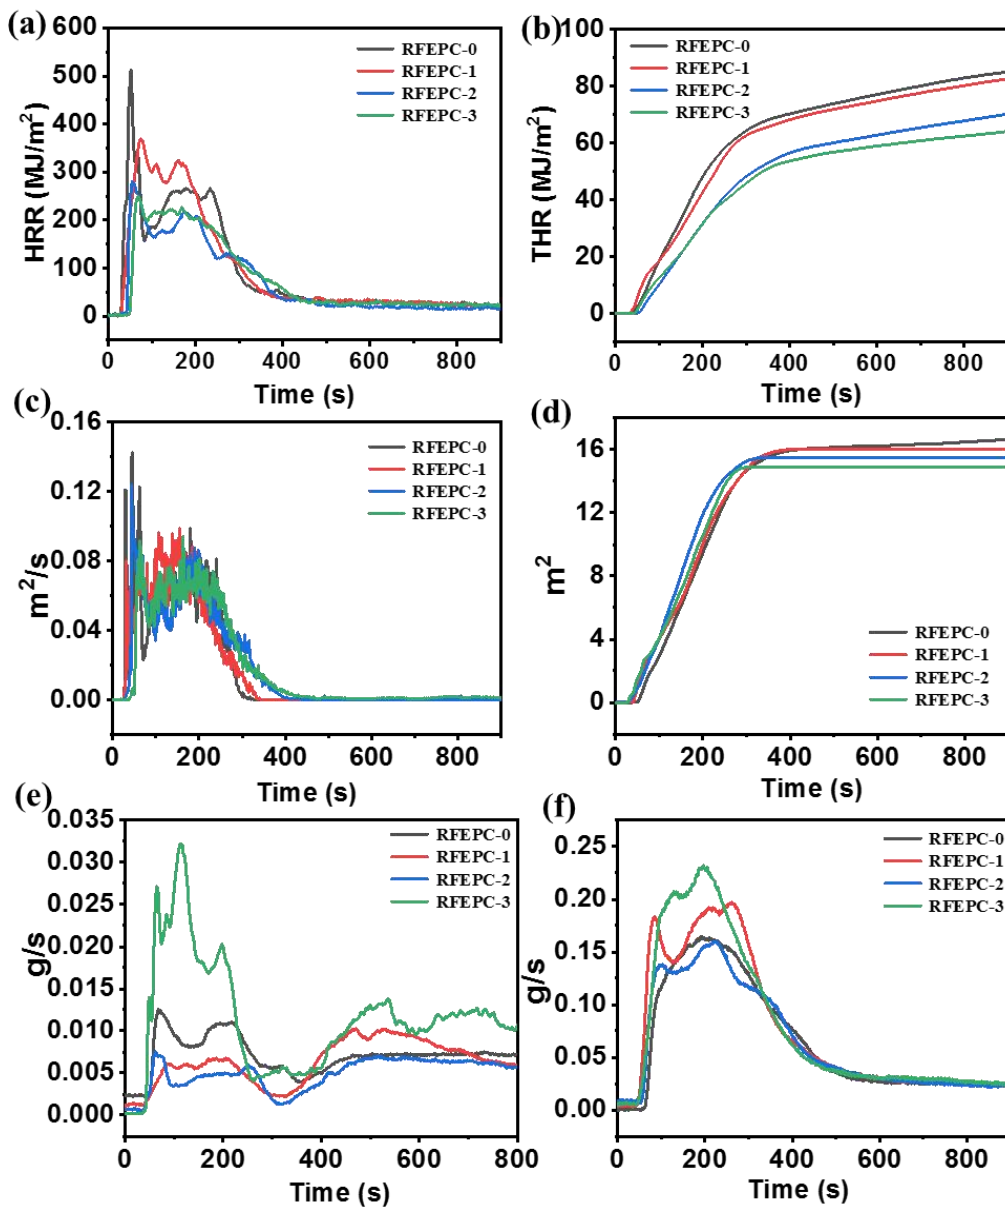 (a)
600
500
400
300
200
100
0
HRR (MJ/m²)
RFEPC-0
RFEPC-1
RFEPC-2
RFEPC-3
0 200 400 600 800
Time (s)
(b)
100
80
60
40
20
0
THR (MJ/m²)
RFEPC-0
RFEPC-1
RFEPC-2
RFEPC-3
0 200 400 600 800
Time (s)
(c)
0.16
0.12
0.08
0.04
0.00
m²/s
RFEPC-0
RFEPC-1
RFEPC-2
RFEPC-3
0 200 400 600 800
Time (s)
(d)
16
12
8
4
0
m²
RFEPC-0
RFEPC-1
RFEPC-2
RFEPC-3
0 200 400 600 800
Time (s)
(e)
0.035
0.030
0.025
0.020
0.015
0.010
0.005
0.000
g/s
RFEPC-0
RFEPC-1
RFEPC-2
RFEPC-3
0 200 400 600 800
Time (s)
(f)
0.25
0.20
0.15
0.10
0.05
0.00
g/s
RFEPC-0
RFEPC-1
RFEPC-2
RFEPC-3
0 200 400 600 800
Time (s)